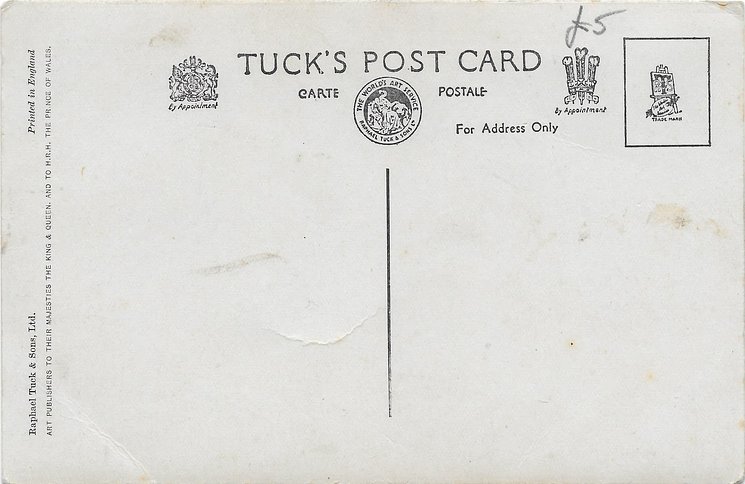 £5
TUCK'S POST CARD
CARTE POSTALE
THE WORLD'S ART SERVICE
RAPHAEL TUCK & SONS Ld
By Appointment
By Appointment
For Address Only
TRADE MARK
Raphael Tuck & Sons, Ltd. Printed in England
ART PUBLISHERS TO THEIR MAJESTIES THE KING & QUEEN, AND TO H.R.H. THE PRINCE OF WALES.